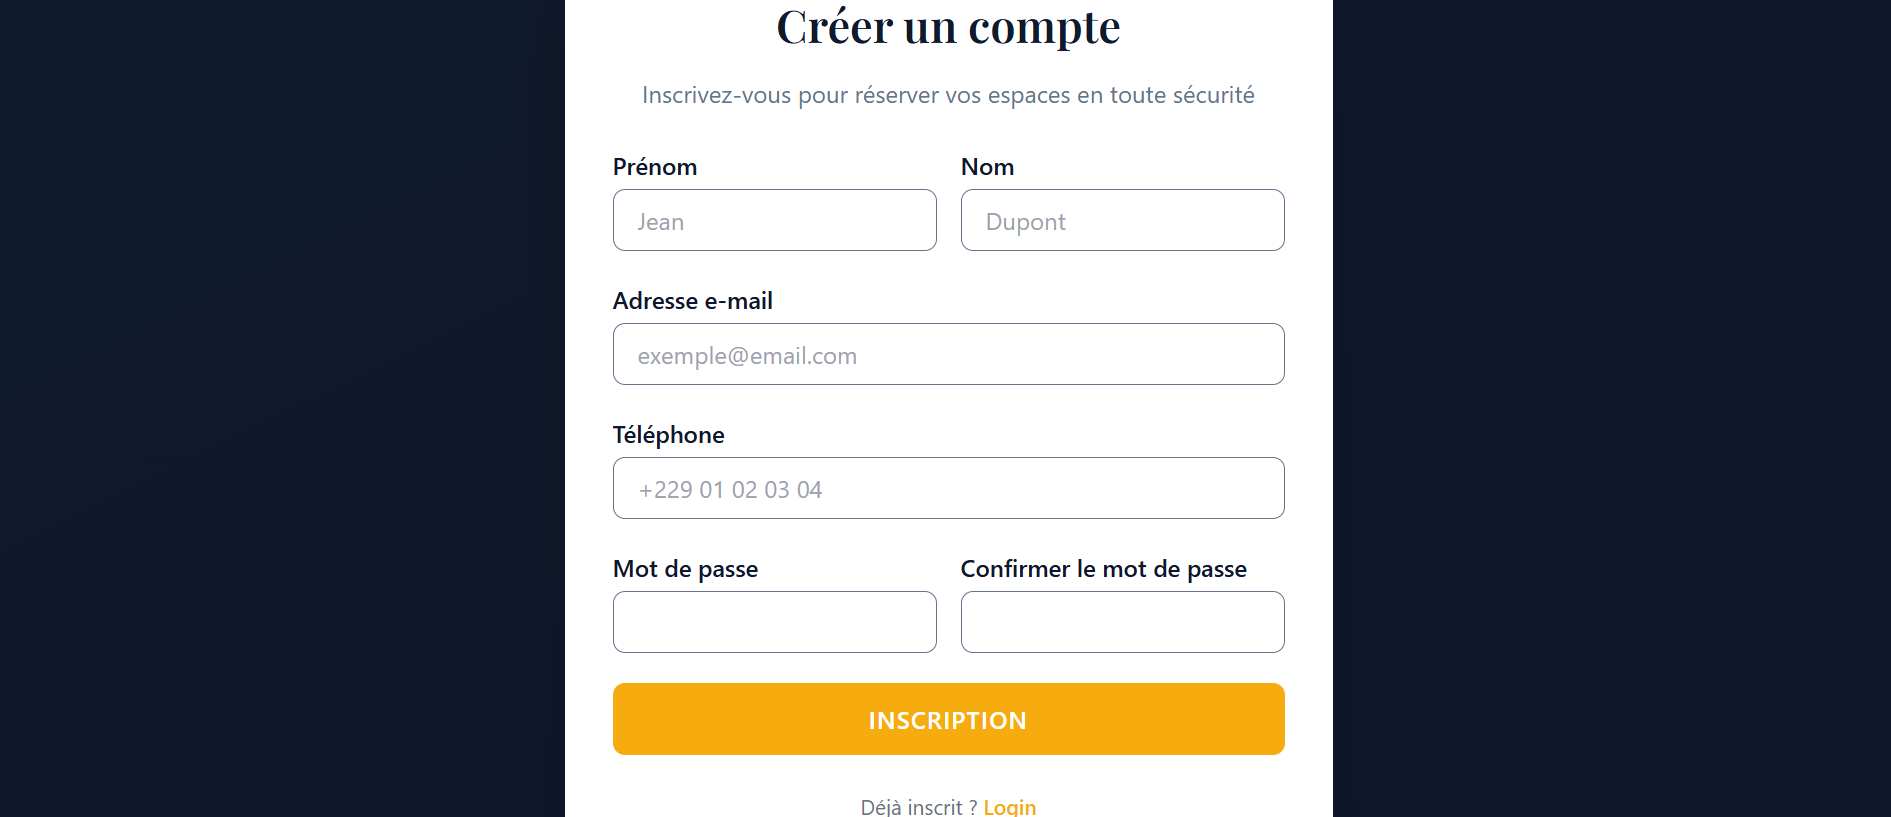 Créer un compte
Inscrivez-vous pour réserver vos espaces en toute sécurité
Prénom Nom
Jean Dupont
Adresse e-mail
exemple@email.com
Téléphone
+229 01 02 03 04
Mot de passe Confirmer le mot de passe
INSCRIPTION
Déjà inscrit ? Login